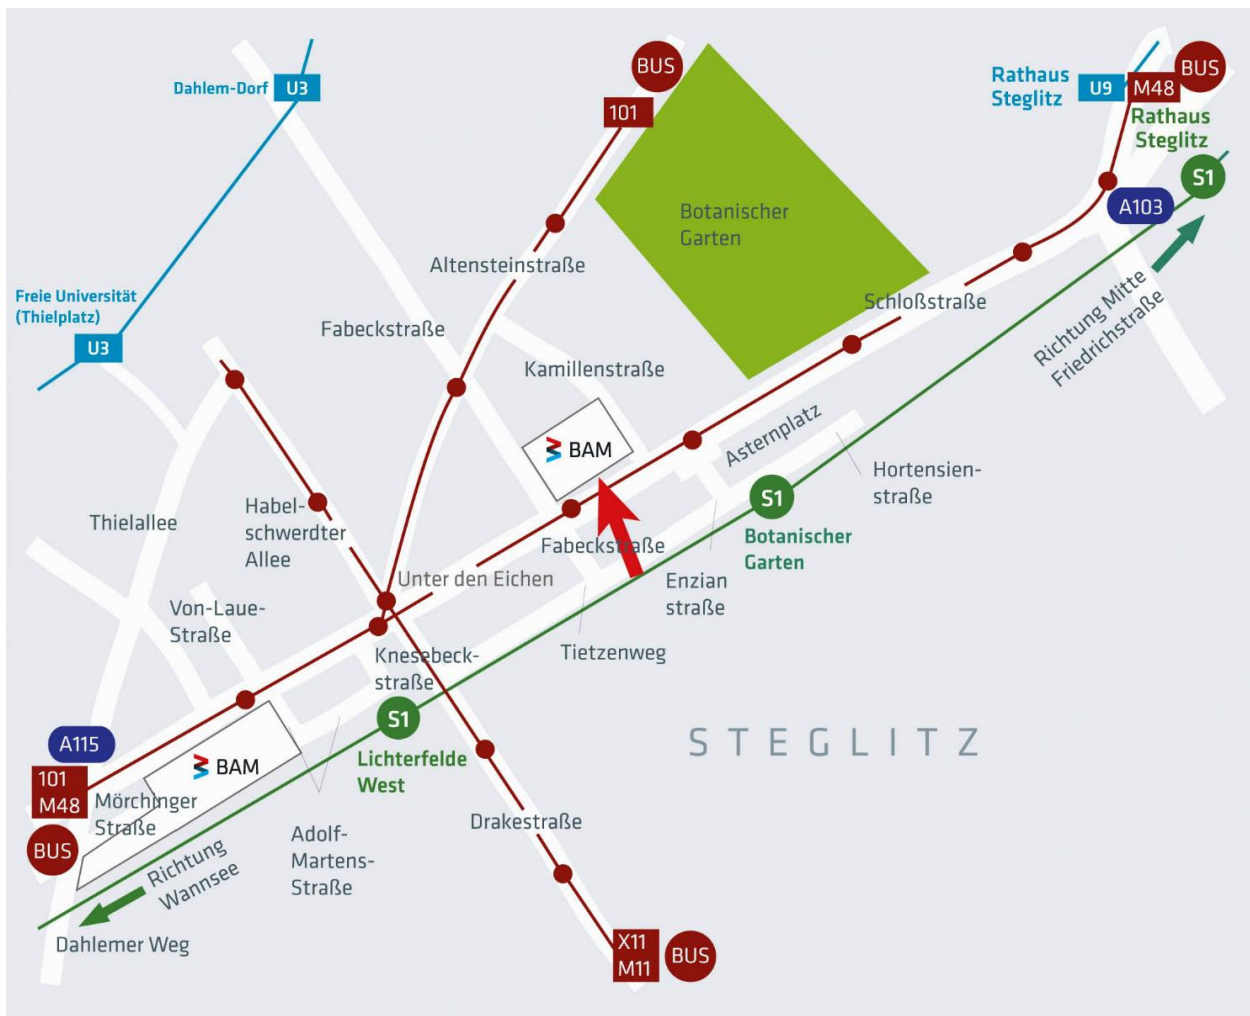 BUS
BUS
Rathaus
Steglitz
U9
M48
Rathaus
Steglitz
Dahlem-Dorf
U3
101
S1
A103
Botanischer
Garten
Altensteinstraße
Richtung Mitte
Friedrichstraße
Freie Universität
(Thielplatz)
U3
Fabeckstraße
Schloßstraße
Kamillenstraße
BAM
Asternplatz
Hortensien-
straße
S1
Botanischer
Garten
Thielallee
Habel-
schwerdter
Allee
Fabeckstraße
Unter den Eichen
Enzian
straße
Von-Laue-
Straße
Tietzenweg
Knesebeck-
straße
S1
Lichterfelde
West
STEGLITZ
A115
BAM
101
M48
Mörchinger
Straße
BUS
Drakestraße
Adolf-
Martens-
Straße
Richtung
Wannsee
Dahlemer Weg
X11
M11
BUS